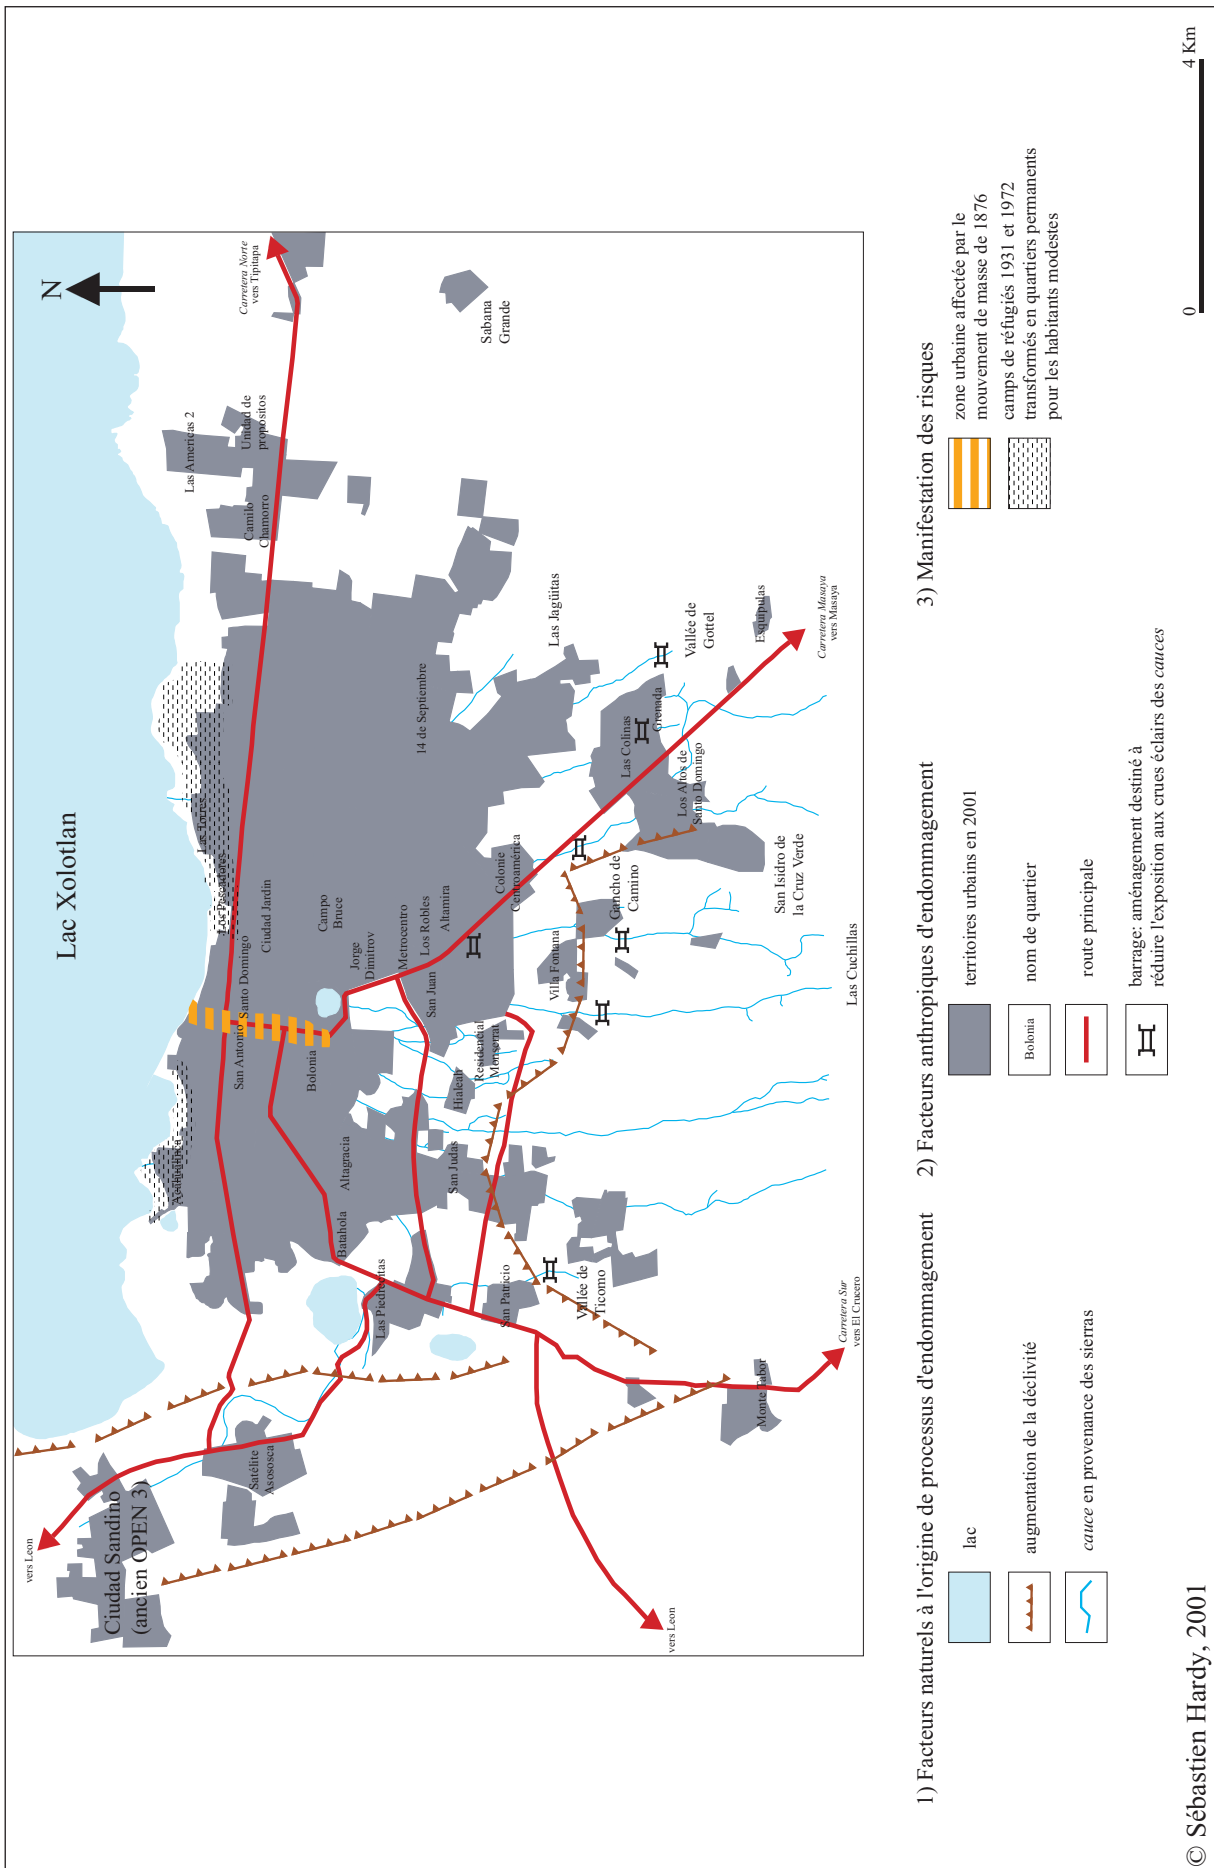 Lac Xolotlan
N
vers Leon
Ciudad Sandino
(ancien OPEN 3)
Satélite
Asososca
Acahualinca
San Antonio
Santo Domingo
Los Pescadores
Las Torres
Ciudad Jardin
Las Americas 2
Camilo
Chamorro
Unidad de
propositos
Carretera Norte
vers Tipitapa
Sabana
Grande
Bolonia
Campo
Bruce
Jorge
Dimitrov
Altagracia
Batahola
Las Piedrecitas
Metrocentro
San Juan
Los Robles
Altamira
14 de Septiembre
San Judas
Hialeah
Residencial
Monserrat
Colonie
Centroamérica
Las Jagüitas
San Patricio
Villa Fontana
Vallée de
Ticomo
Gancho de
Camino
Las Colinas
Grenada
Vallée de
Gottel
Los Altos de
Santo Domingo
Esquipulas
Monte Tabor
San Isidro de
la Cruz Verde
Las Cuchillas
vers Leon
Carretera Sur
vers El Crucero
Carretera Masaya
vers Masaya
1) Facteurs naturels à l'origine de processus d'endommagement
lac
augmentation de la déclivité
cauce en provenance des sierras
2) Facteurs anthropiques d'endommagement
territoires urbains en 2001
Bolonia
nom de quartier
route principale
barrage: aménagement destiné à
réduire l'exposition aux crues éclairs des cauces
3) Manifestation des risques
zone urbaine affectée par le
mouvement de masse de 1876
camps de réfugiés 1931 et 1972
transformés en quartiers permanents
pour les habitants modestes
0
4 Km
© Sébastien Hardy, 2001